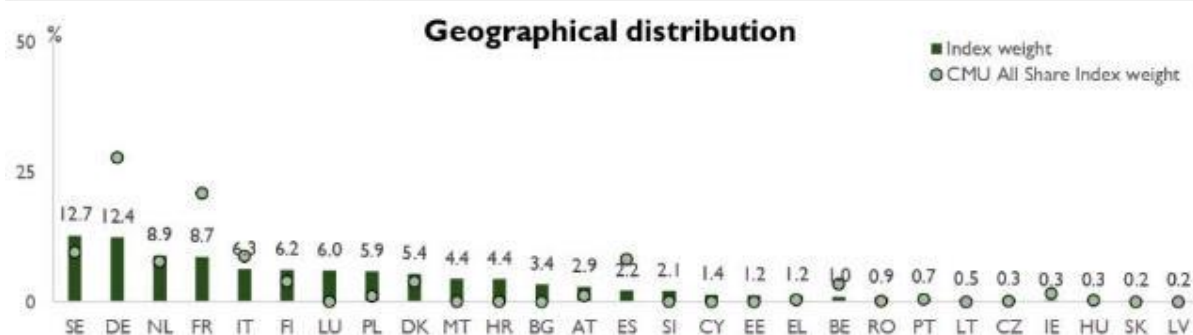 Geographical distribution
50 %
Index weight
CMU All Share Index weight
25
12.7 12.4 8.9 8.7 6.3 6.2 6.0 5.9 5.4 4.4 4.4 3.4 2.9 2.2 2.1 1.4 1.2 1.2 1.0 0.9 0.7 0.5 0.3 0.3 0.3 0.2 0.2
0
SE DE NL FR IT FI LU PL DK MT HR BG AT ES SI CY EE EL BE RO PT LT CZ IE HU SK LV